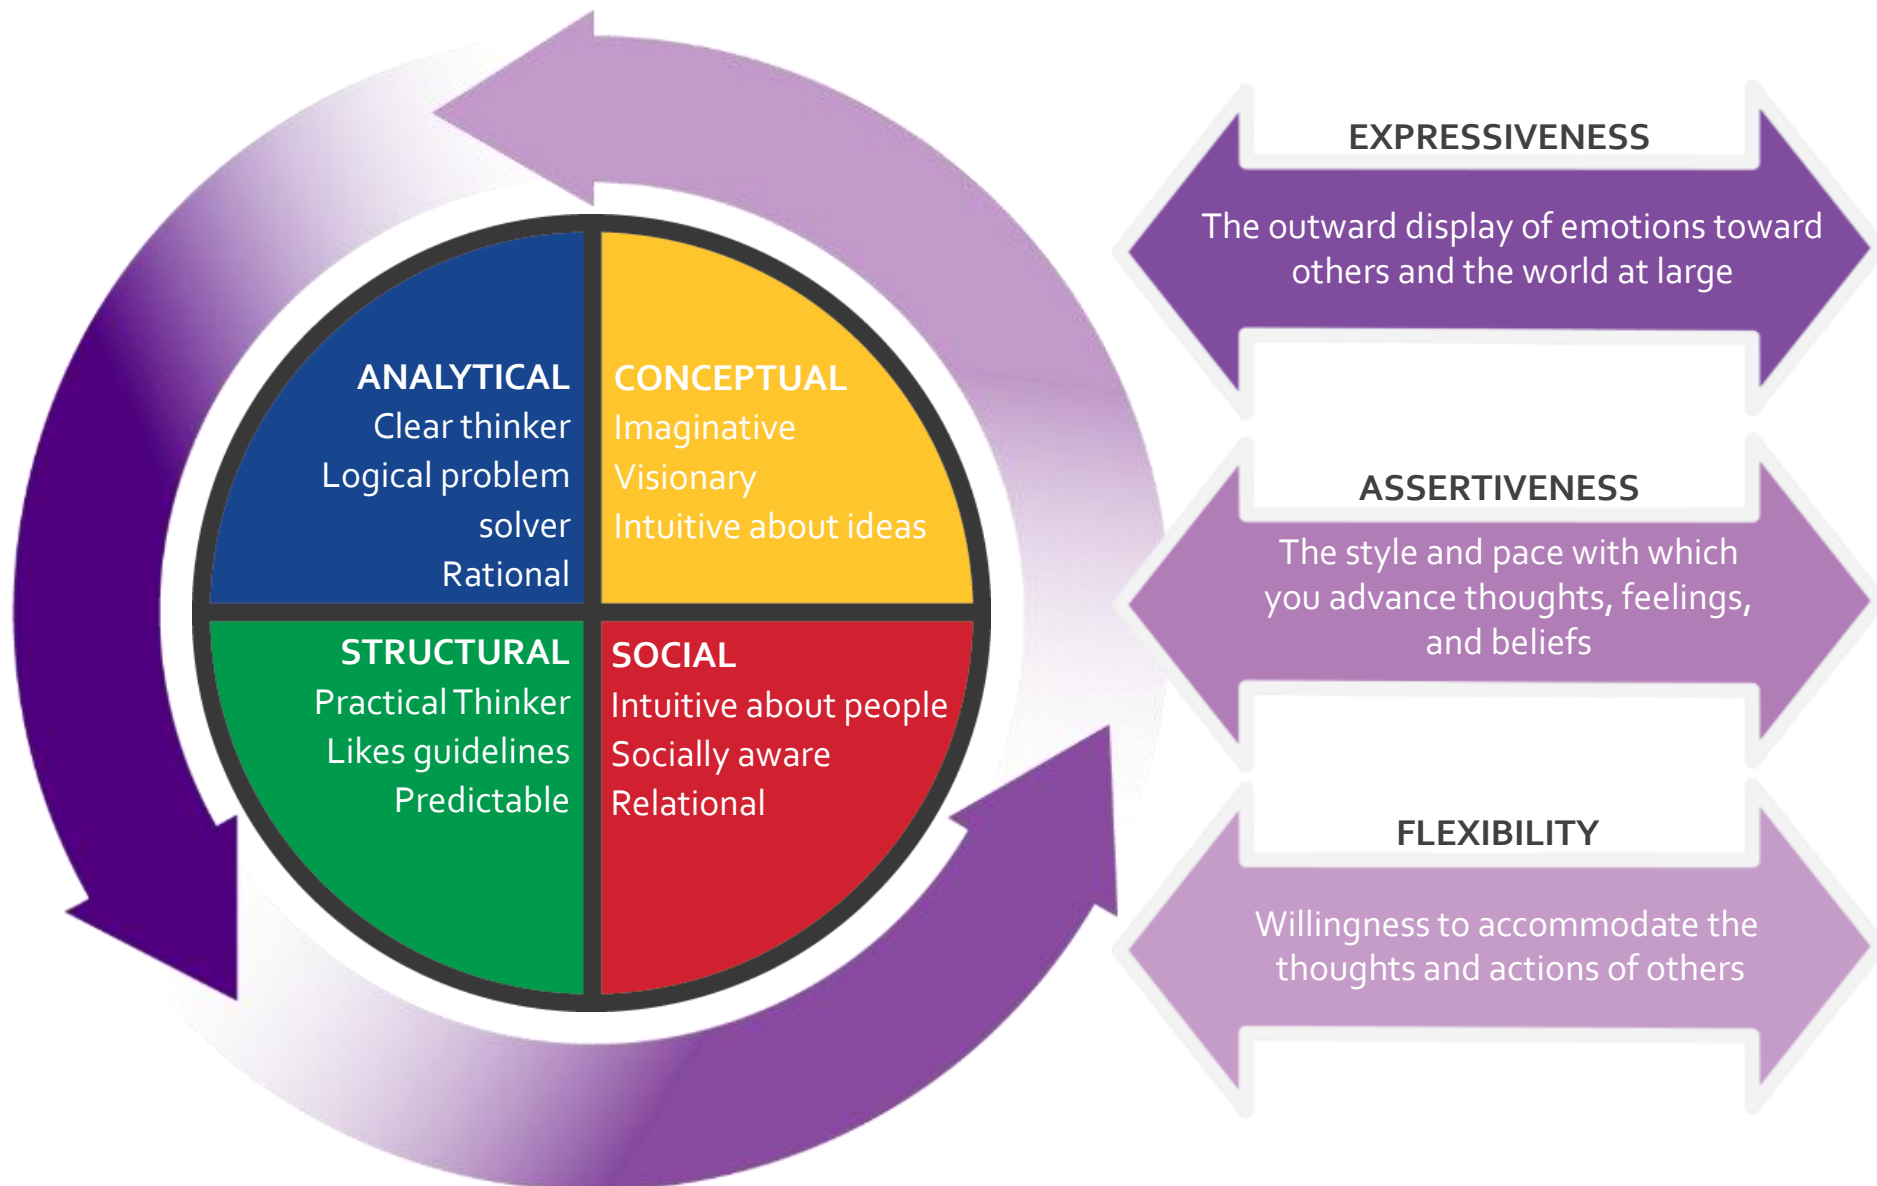 ANALYTICAL
Clear thinker
Logical problem
solver
Rational
CONCEPTUAL
Imaginative
Visionary
Intuitive about ideas
STRUCTURAL
Practical Thinker
Likes guidelines
Predictable
SOCIAL
Intuitive about people
Socially aware
Relational
EXPRESSIVENESS
The outward display of emotions toward
others and the world at large
ASSERTIVENESS
The style and pace with which
you advance thoughts, feelings,
and beliefs
FLEXIBILITY
Willingness to accommodate the
thoughts and actions of others